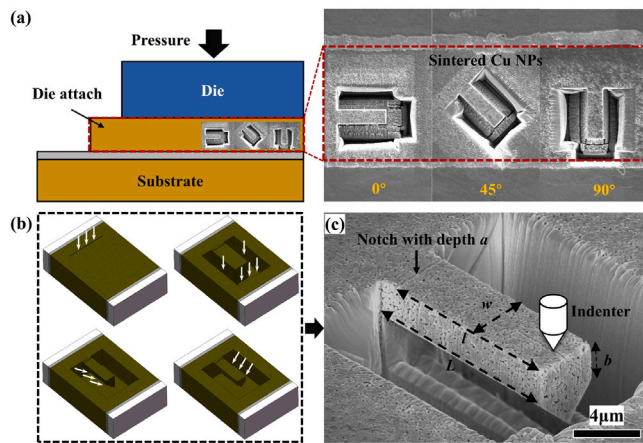 (a)
Pressure
Die
Die attach
Substrate
Sintered Cu NPs
0°
45°
90°
(b)
(c)
Notch with depth a
w
Indenter
l
L
b
4μm